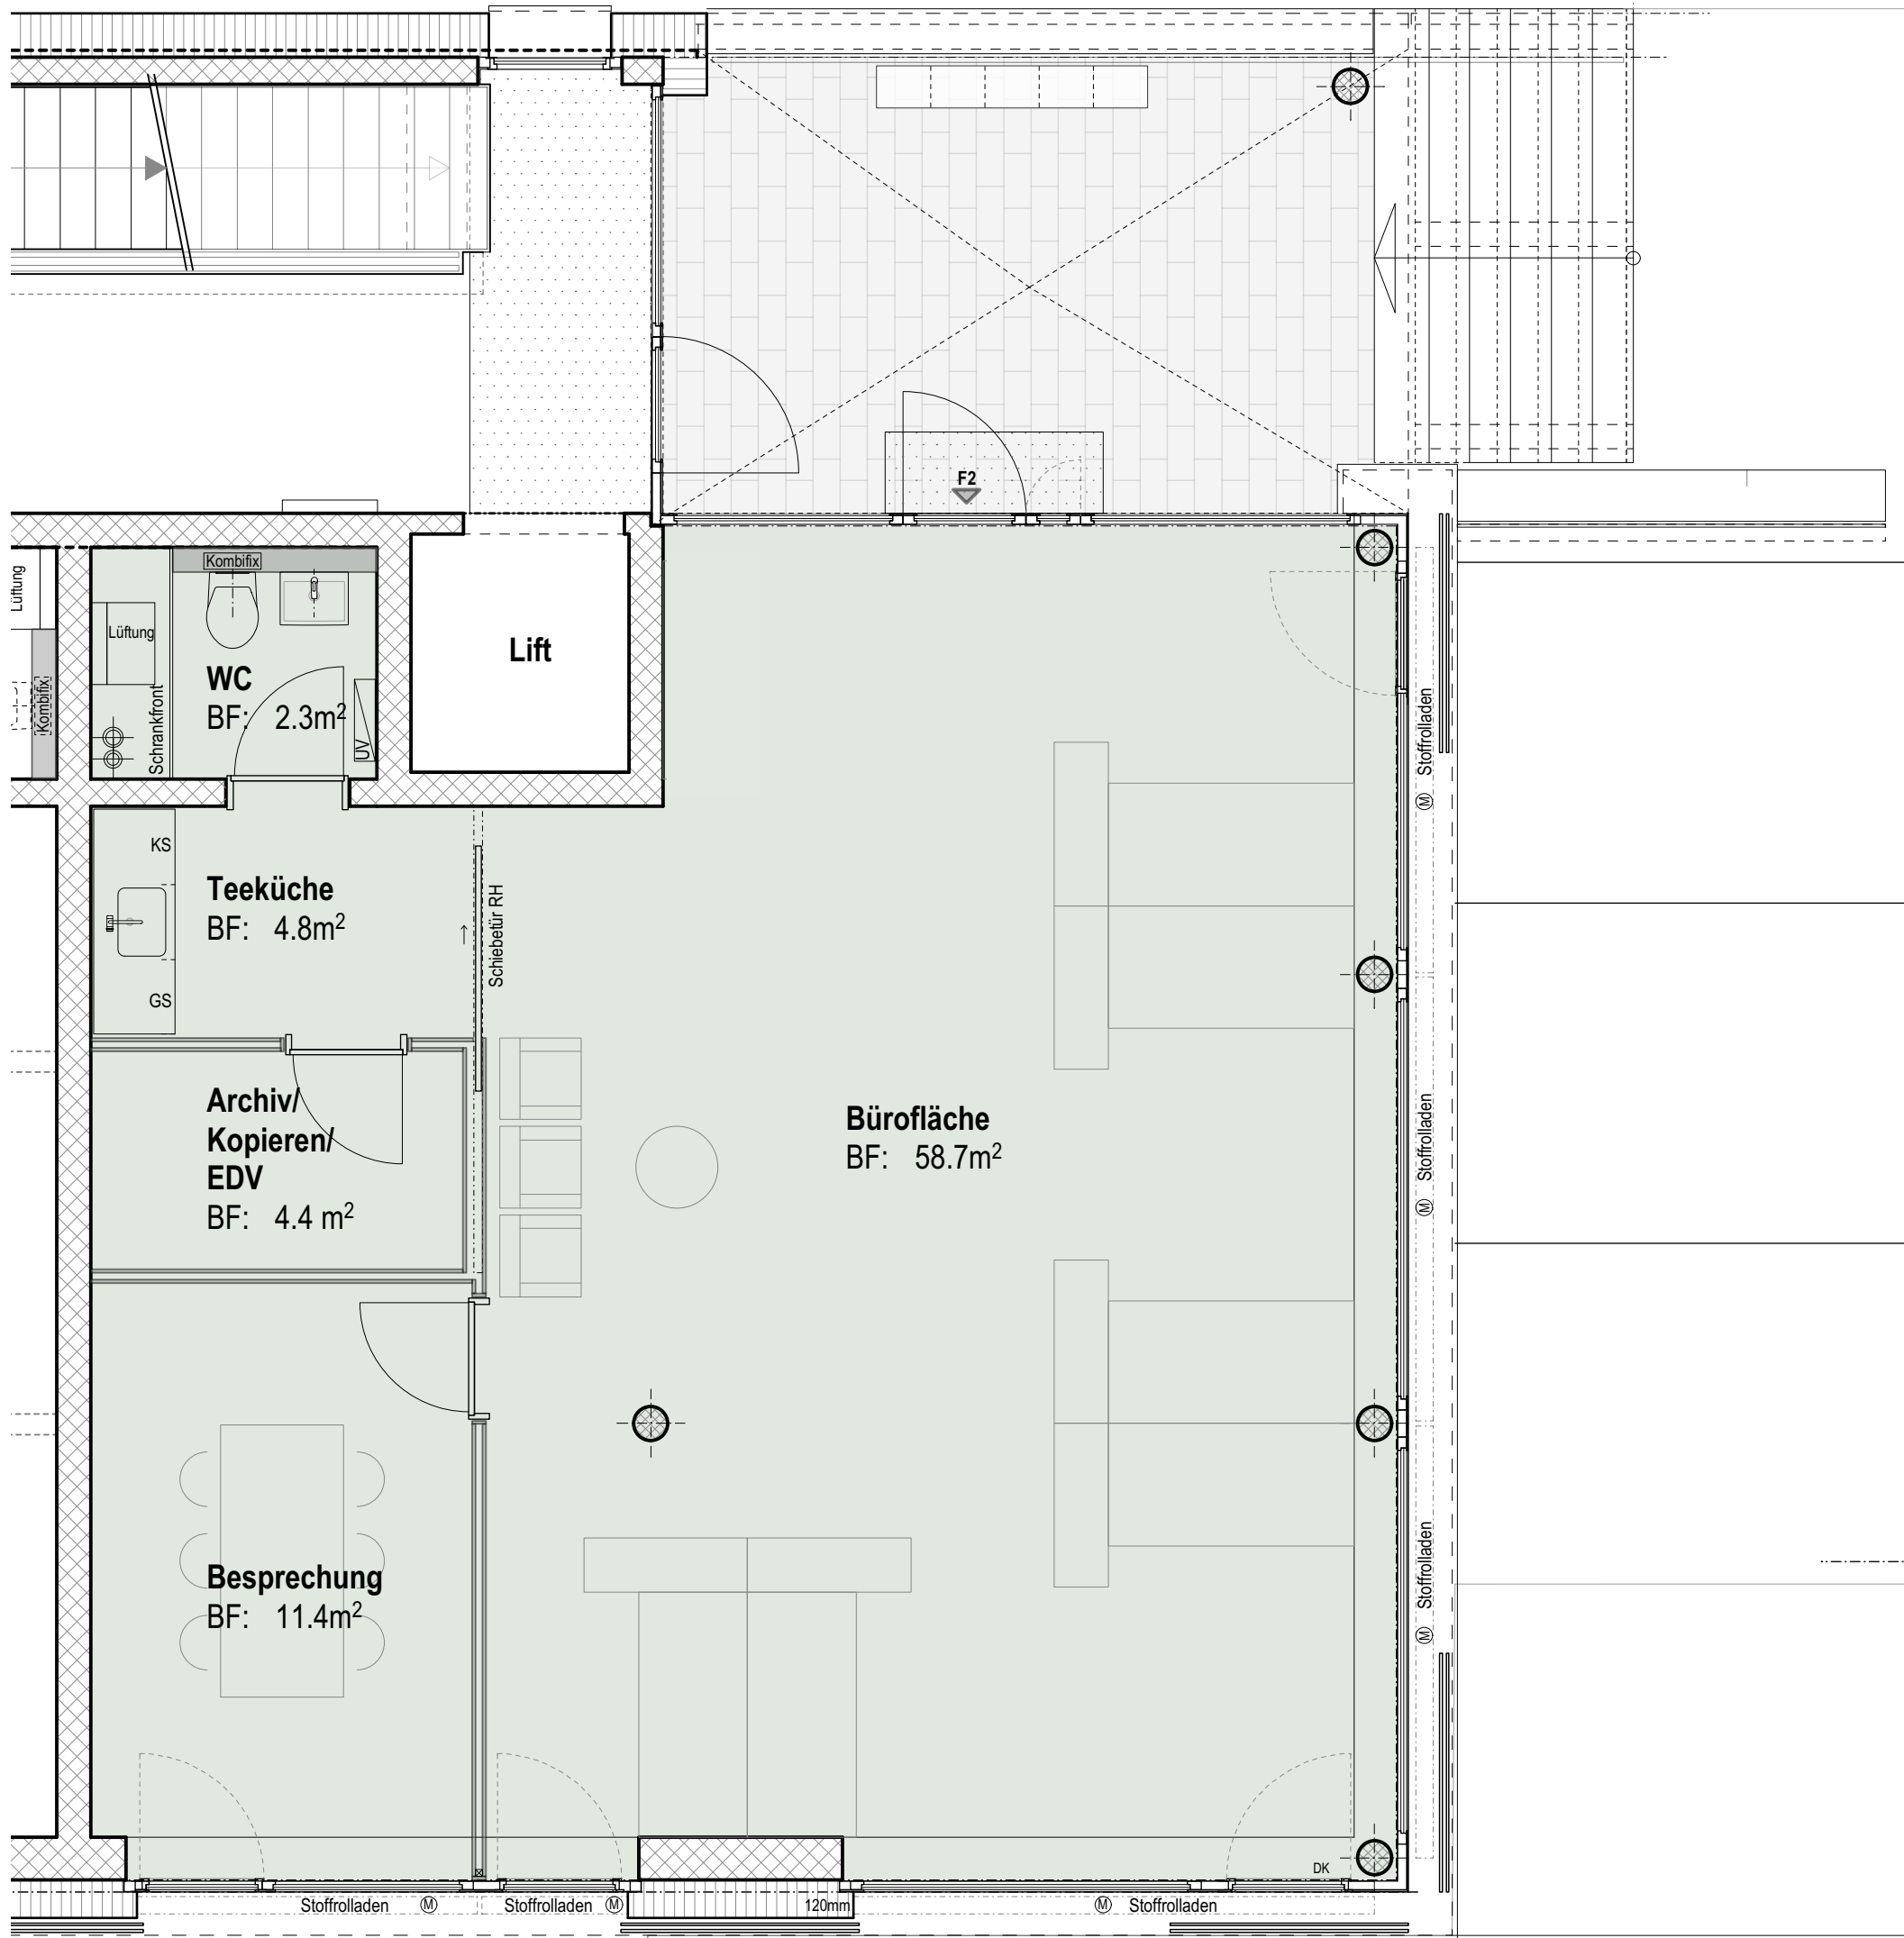 F2
Kombifix
Lüftung
Lüftung
Lift
WC
BF: 2.3m²
Kombifix
Schrankfront
UV
Stoffrolladen
M
KS
Teeküche
BF: 4.8m²
Schiebetür RH
GS
Archiv/
Kopieren/
EDV
BF: 4.4 m²
Bürofläche
BF: 58.7m²
Stoffrolladen
M
Besprechung
BF: 11.4m²
Stoffrolladen
M
DK
Stoffrolladen M
Stoffrolladen M
120mm
M Stoffrolladen